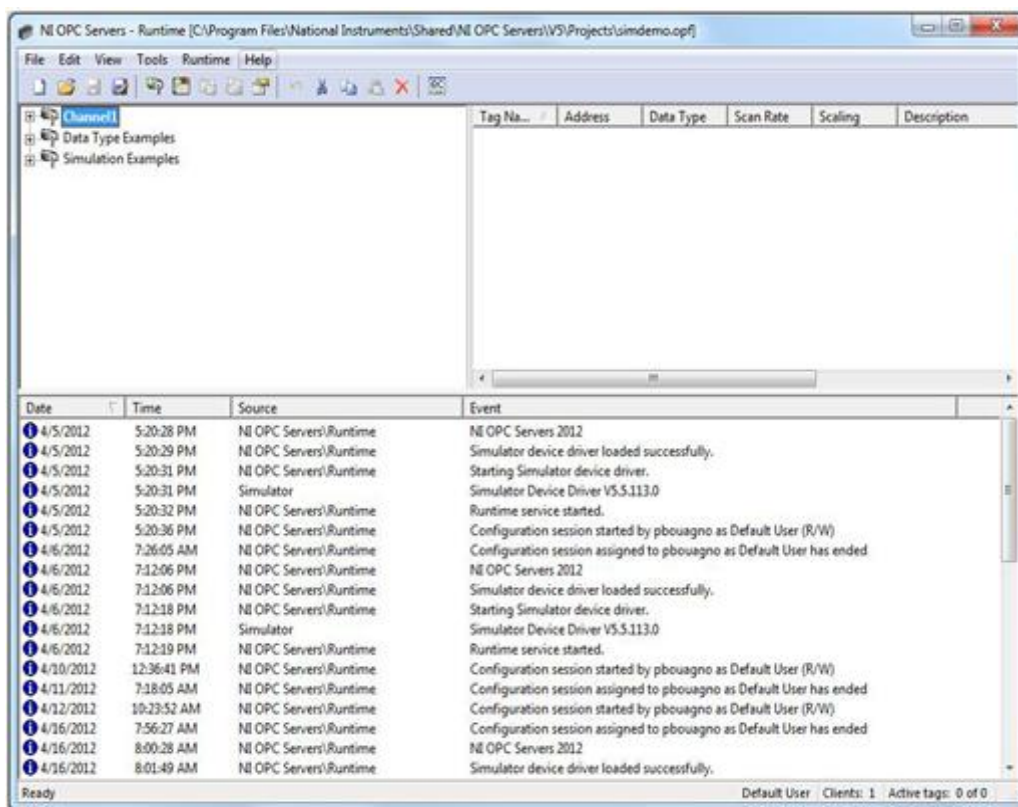 NI OPC Servers - Runtime [C:\Program Files\National Instruments\Shared\NI OPC Servers\V5\Projects\simdemo.opf]
File Edit View Tools Runtime Help
Channel1
Data Type Examples
Simulation Examples
Tag Na... Address Data Type Scan Rate Scaling Description
Date Time Source Event
4/5/2012 5:20:28 PM NI OPC Servers\Runtime NI OPC Servers 2012
4/5/2012 5:20:29 PM NI OPC Servers\Runtime Simulator device driver loaded successfully.
4/5/2012 5:20:31 PM NI OPC Servers\Runtime Starting Simulator device driver.
4/5/2012 5:20:31 PM Simulator Simulator Device Driver V5.5.113.0
4/5/2012 5:20:32 PM NI OPC Servers\Runtime Runtime service started.
4/5/2012 5:20:36 PM NI OPC Servers\Runtime Configuration session started by pbouagno as Default User (R/W)
4/6/2012 7:26:05 AM NI OPC Servers\Runtime Configuration session assigned to pbouagno as Default User has ended
4/6/2012 7:12:06 PM NI OPC Servers\Runtime NI OPC Servers 2012
4/6/2012 7:12:06 PM NI OPC Servers\Runtime Simulator device driver loaded successfully.
4/6/2012 7:12:18 PM NI OPC Servers\Runtime Starting Simulator device driver.
4/6/2012 7:12:18 PM Simulator Simulator Device Driver V5.5.113.0
4/6/2012 7:12:19 PM NI OPC Servers\Runtime Runtime service started.
4/10/2012 12:36:41 PM NI OPC Servers\Runtime Configuration session started by pbouagno as Default User (R/W)
4/11/2012 7:18:05 AM NI OPC Servers\Runtime Configuration session assigned to pbouagno as Default User has ended
4/12/2012 10:23:52 AM NI OPC Servers\Runtime Configuration session started by pbouagno as Default User (R/W)
4/16/2012 7:56:27 AM NI OPC Servers\Runtime Configuration session assigned to pbouagno as Default User has ended
4/16/2012 8:00:28 AM NI OPC Servers\Runtime NI OPC Servers 2012
4/16/2012 8:01:49 AM NI OPC Servers\Runtime Simulator device driver loaded successfully.
Ready Default User Clients: 1 Active tags: 0 of 0